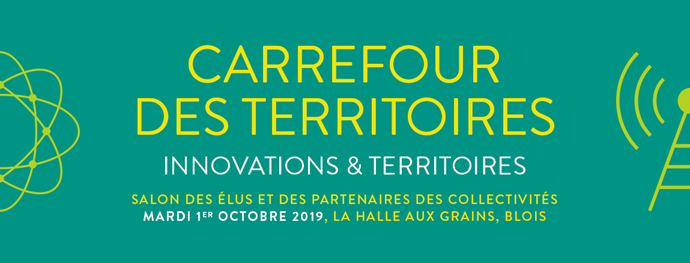 CARREFOUR
DES TERRITOIRES
INNOVATIONS & TERRITOIRES
SALON DES ÉLUS ET DES PARTENAIRES DES COLLECTIVITÉS
MARDI 1ER OCTOBRE 2019, LA HALLE AUX GRAINS, BLOIS